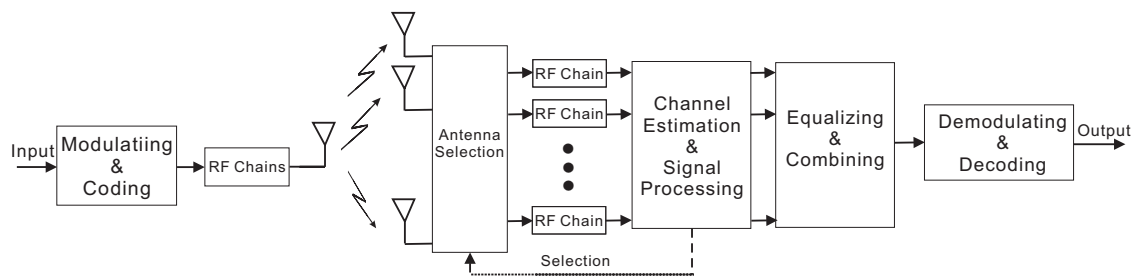 Input
Modulatiing
&
Coding
RF Chains
Antenna
Selection
RF Chain
RF Chain
RF Chain
Channel
Estimation
&
Signal
Processing
Equalizing
&
Combining
Demodulating
&
Decoding
Output
Selection